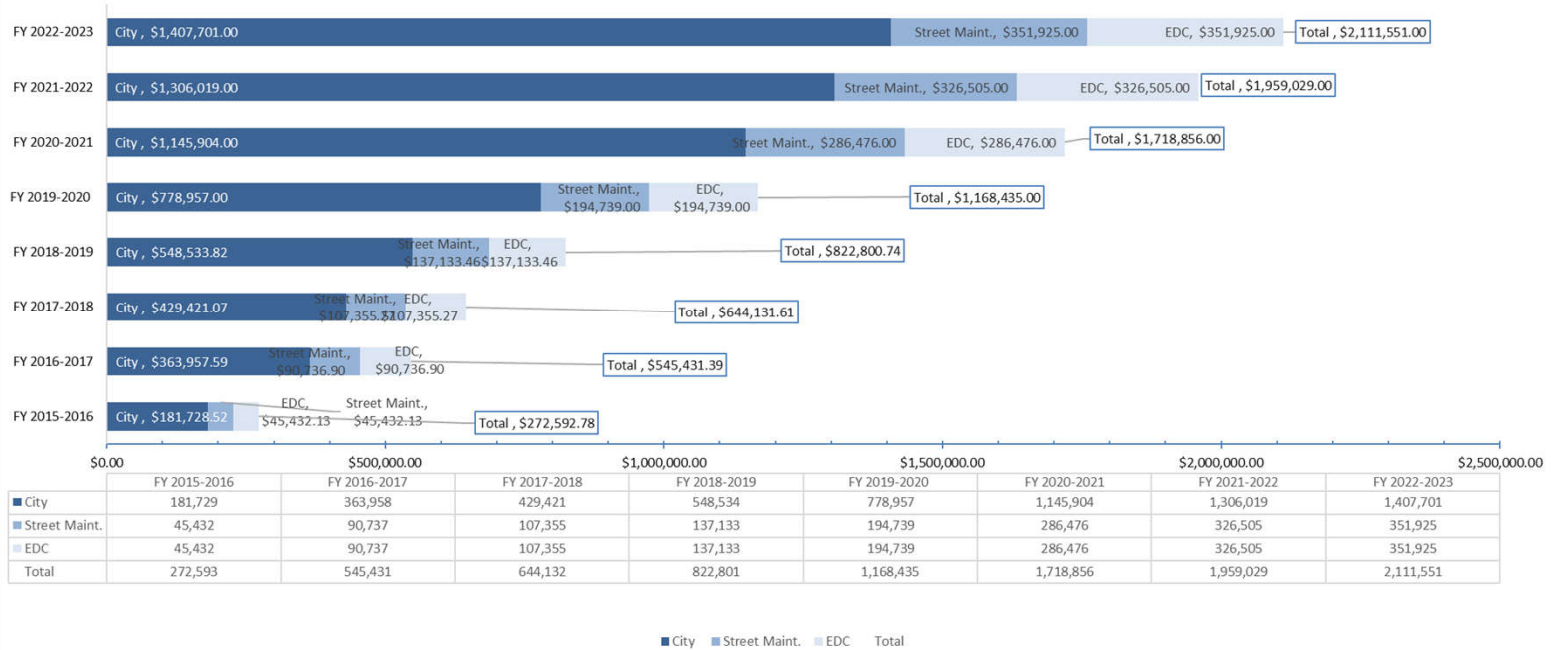 FY 2022-2023 City , $1,407,701.00 Street Maint., $351,925.00 EDC, $351,925.00 Total , $2,111,551.00
FY 2021-2022 City , $1,306,019.00 Street Maint., $326,505.00 EDC, $326,505.00 Total , $1,959,029.00
FY 2020-2021 City , $1,145,904.00 Street Maint., $286,476.00 EDC, $286,476.00 Total , $1,718,856.00
FY 2019-2020 City , $778,957.00 Street Maint., $194,739.00 EDC, $194,739.00 Total , $1,168,435.00
FY 2018-2019 City , $548,533.82 Street Maint., $137,133.46 EDC, $137,133.46 Total , $822,800.74
FY 2017-2018 City , $429,421.07 Street Maint., $107,355.27 EDC, $107,355.27 Total , $644,131.61
FY 2016-2017 City , $363,957.59 Street Maint., $90,736.90 EDC, $90,736.90 Total , $545,431.39
FY 2015-2016 City , $181,728.52 EDC, $45,432.13 Street Maint., $45,432.13 Total , $272,592.78
$0.00 $500,000.00 $1,000,000.00 $1,500,000.00 $2,000,000.00 $2,500,000.00
FY 2015-2016 FY 2016-2017 FY 2017-2018 FY 2018-2019 FY 2019-2020 FY 2020-2021 FY 2021-2022 FY 2022-2023
City 181,729 363,958 429,421 548,534 778,957 1,145,904 1,306,019 1,407,701
Street Maint. 45,432 90,737 107,355 137,133 194,739 286,476 326,505 351,925
EDC 45,432 90,737 107,355 137,133 194,739 286,476 326,505 351,925
Total 272,593 545,431 644,132 822,801 1,168,435 1,718,856 1,959,029 2,111,551
City Street Maint. EDC Total